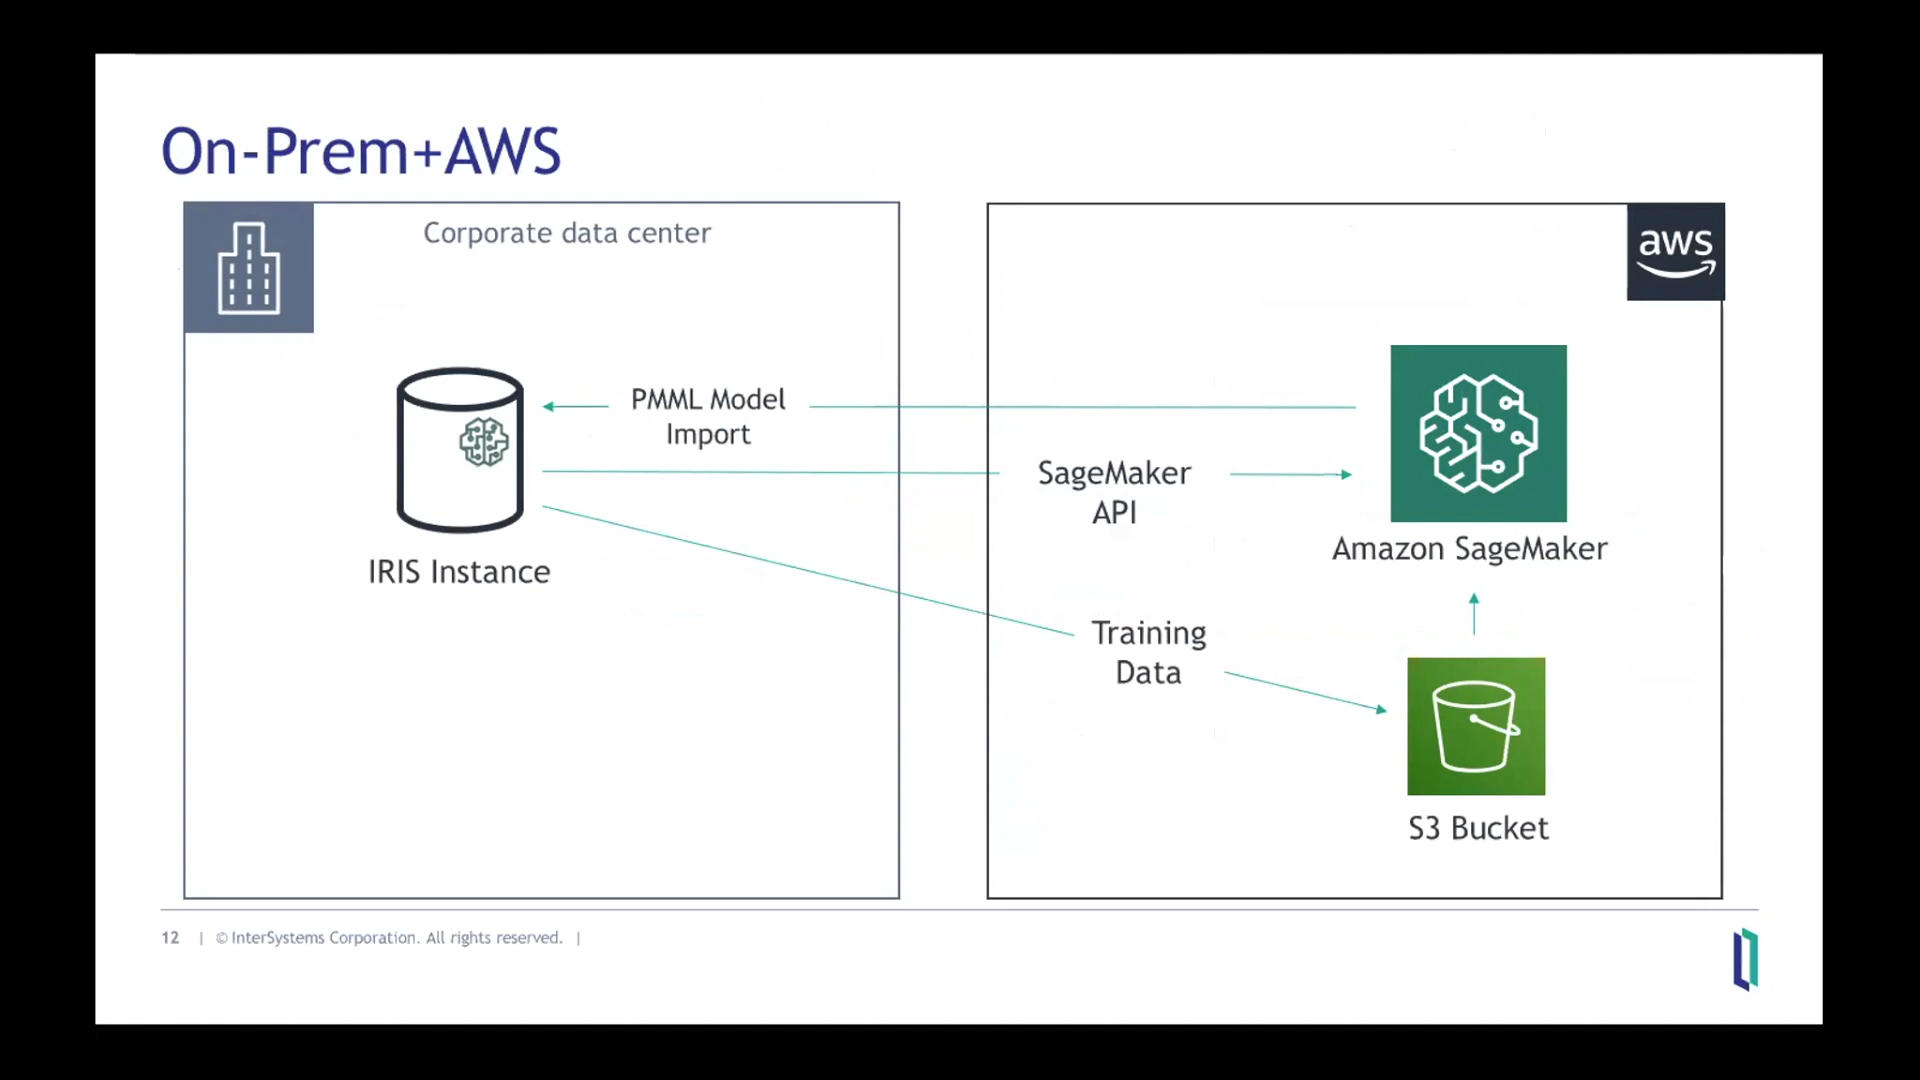 On-Prem+AWS
Corporate data center
aws
PMML Model
Import
SageMaker
API
IRIS Instance
Amazon SageMaker
Training
Data
S3 Bucket
12 | © InterSystems Corporation. All rights reserved. |